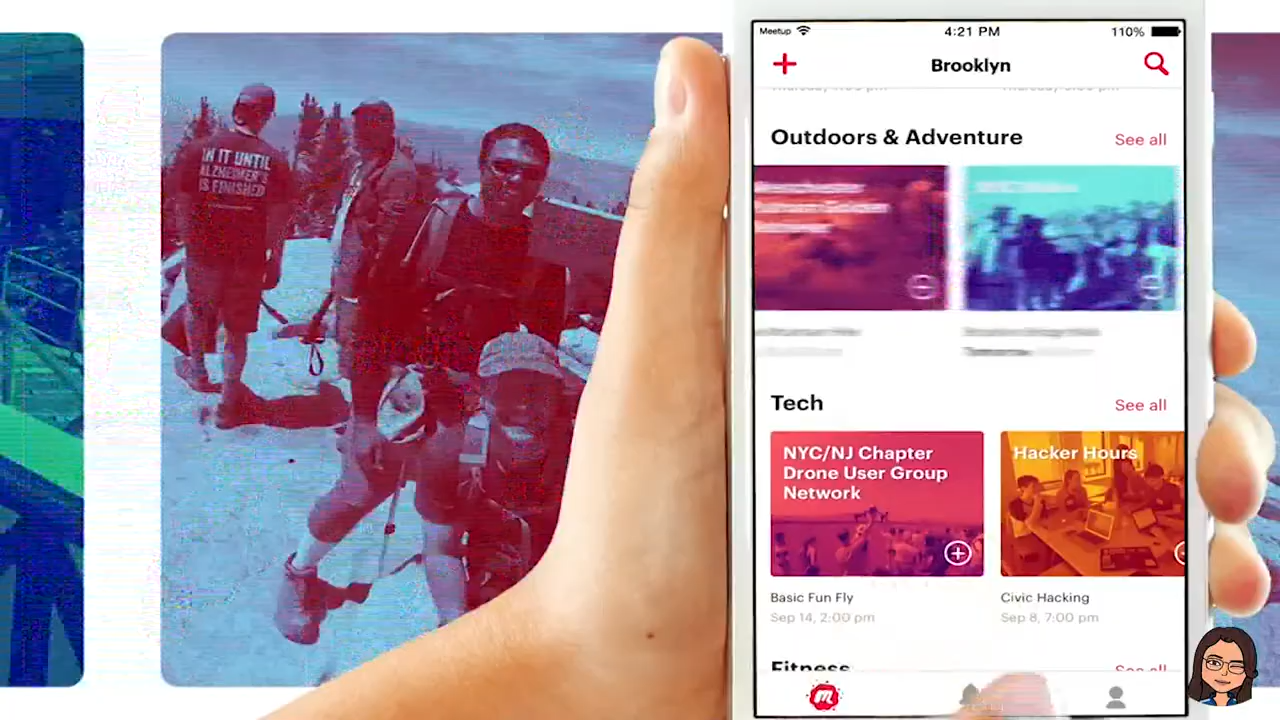 IN IT UNTIL
ALZHEIMER'S
IS FINISHED
Meetup
4:21 PM
110%
Brooklyn
Outdoors & Adventure
See all
Tech
See all
NYC/NJ Chapter
Drone User Group
Network
Hacker Hours
Basic Fun Fly
Civic Hacking
Sep 14, 2:00 pm
Sep 8, 7:00 pm
Fitness
See all